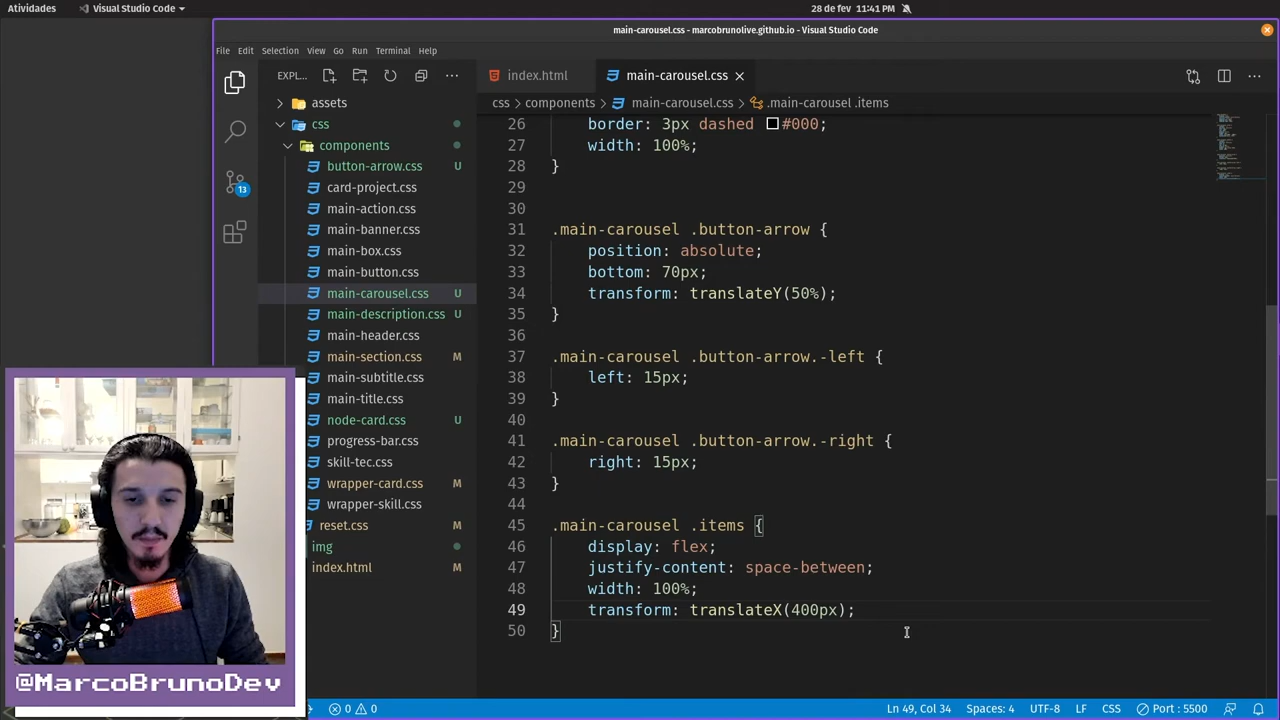 Atividades
Visual Studio Code
28 de fev 11:41 PM
main-carousel.css - marcobrunolive.github.io - Visual Studio Code
File Edit Selection View Go Run Terminal Help
EXPL...
index.html
main-carousel.css
css
components
main-carousel.css
.main-carousel .items
assets
css
components
button-arrow.css U
card-project.css
main-action.css
main-banner.css
main-box.css
main-button.css
main-carousel.css U
main-description.css U
main-header.css
main-section.css M
main-subtitle.css
main-title.css
node-card.css U
progress-bar.css
skill-tec.css
wrapper-card.css M
wrapper-skill.css
reset.css M
img
index.html M
13
26 border: 3px dashed #000;
27 width: 100%;
28 }
29
30
31 .main-carousel .button-arrow {
32 position: absolute;
33 bottom: 70px;
34 transform: translateY(50%);
35 }
36
37 .main-carousel .button-arrow.-left {
38 left: 15px;
39 }
40
41 .main-carousel .button-arrow.-right {
42 right: 15px;
43 }
44
45 .main-carousel .items {
46 display: flex;
47 justify-content: space-between;
48 width: 100%;
49 transform: translateX(400px);
50 }
@MarcoBrunoDev
0 0
Ln 49, Col 34 Spaces: 4 UTF-8 LF CSS Port : 5500